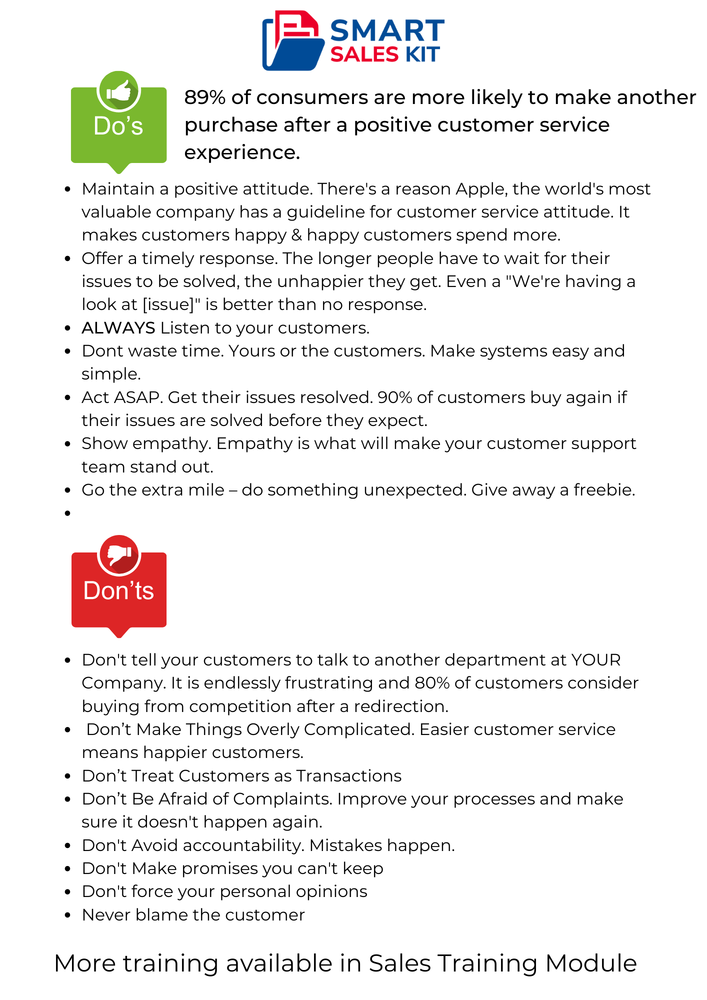 SMART
SALES KIT
Do’s
89% of consumers are more likely to make another
purchase after a positive customer service
experience.
• Maintain a positive attitude. There's a reason Apple, the world's most
valuable company has a guideline for customer service attitude. It
makes customers happy & happy customers spend more.
• Offer a timely response. The longer people have to wait for their
issues to be solved, the unhappier they get. Even a "We're having a
look at [issue]" is better than no response.
• ALWAYS Listen to your customers.
• Dont waste time. Yours or the customers. Make systems easy and
simple.
• Act ASAP. Get their issues resolved. 90% of customers buy again if
their issues are solved before they expect.
• Show empathy. Empathy is what will make your customer support
team stand out.
• Go the extra mile – do something unexpected. Give away a freebie.
•
Don’ts
• Don't tell your customers to talk to another department at YOUR
Company. It is endlessly frustrating and 80% of customers consider
buying from competition after a redirection.
• Don’t Make Things Overly Complicated. Easier customer service
means happier customers.
• Don’t Treat Customers as Transactions
• Don’t Be Afraid of Complaints. Improve your processes and make
sure it doesn't happen again.
• Don't Avoid accountability. Mistakes happen.
• Don't Make promises you can't keep
• Don't force your personal opinions
• Never blame the customer
More training available in Sales Training Module